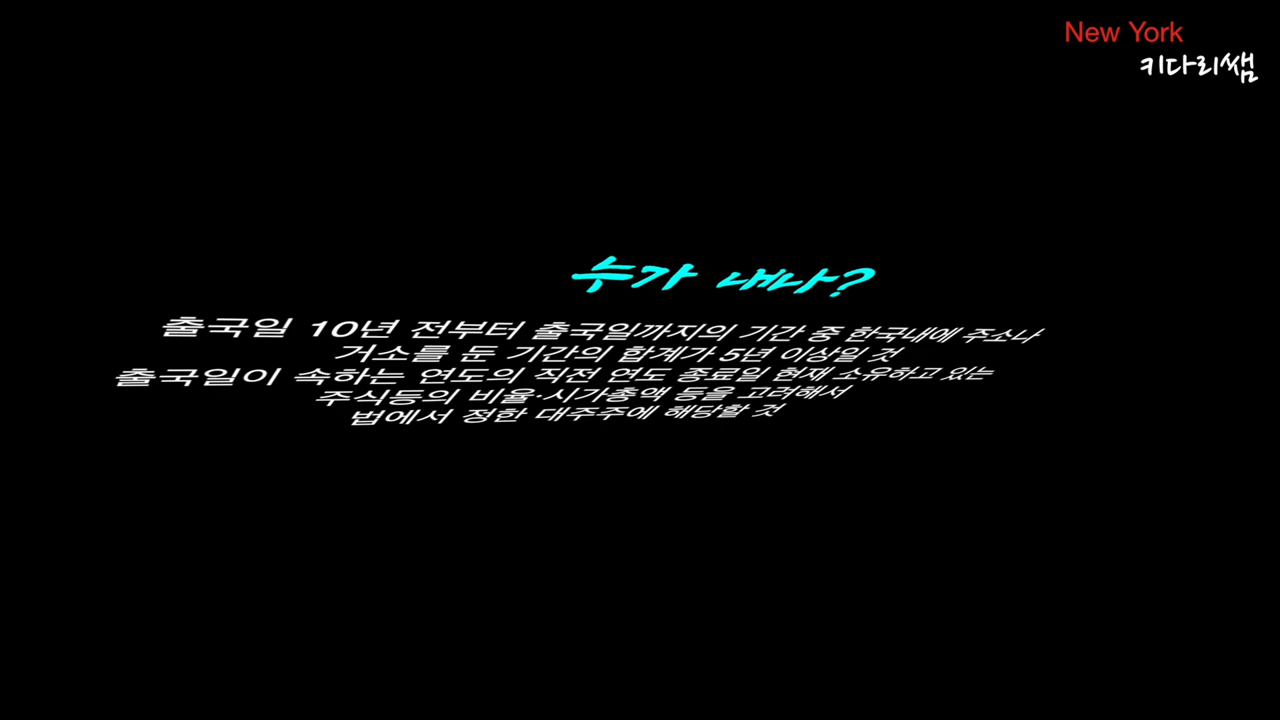 New York
키다리쌤
누가 내나?
출국일 10년 전부터 출국일까지의 기간 중 한국내에 주소나
거소를 둔 기간의 합계가 5년 이상일 것
출국일이 속하는 연도의 직전 연도 종료일 현재 소유하고 있는
주식등의 비율·시가총액 등을 고려해서
법에서 정한 대주주에 해당할 것